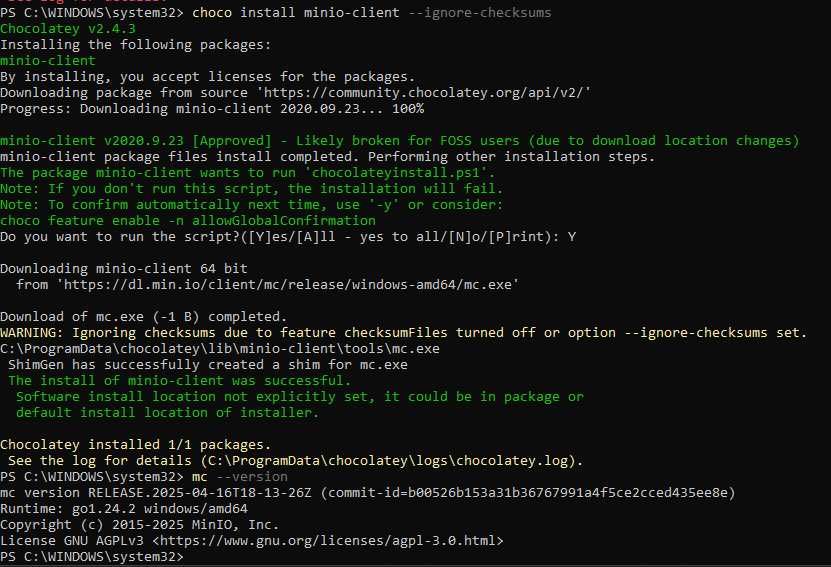 PS C:\WINDOWS\system32> choco install minio-client --ignore-checksums
Chocolatey v2.4.3
Installing the following packages:
minio-client
By installing, you accept licenses for the packages.
Downloading package from source 'https://community.chocolatey.org/api/v2/'
Progress: Downloading minio-client 2020.09.23... 100%
minio-client v2020.9.23 [Approved] - Likely broken for FOSS users (due to download location changes)
minio-client package files install completed. Performing other installation steps.
The package minio-client wants to run 'chocolateyinstall.ps1'.
Note: If you don't run this script, the installation will fail.
Note: To confirm automatically next time, use '-y' or consider:
choco feature enable -n allowGlobalConfirmation
Do you want to run the script?([Y]es/[A]ll - yes to all/[N]o/[P]rint): Y
Downloading minio-client 64 bit
from 'https://dl.min.io/client/mc/release/windows-amd64/mc.exe'
Download of mc.exe (-1 B) completed.
WARNING: Ignoring checksums due to feature checksumFiles turned off or option --ignore-checksums set.
C:\ProgramData\chocolatey\lib\minio-client\tools\mc.exe
ShimGen has successfully created a shim for mc.exe
The install of minio-client was successful.
Software install location not explicitly set, it could be in package or
default install location of installer.
Chocolatey installed 1/1 packages.
See the log for details (C:\ProgramData\chocolatey\logs\chocolatey.log).
PS C:\WINDOWS\system32> mc --version
mc version RELEASE.2025-04-16T18-13-26Z (commit-id=b00526b153a31b36767991a4f5ce2cced435ee8e)
Runtime: go1.24.2 windows/amd64
Copyright (c) 2015-2025 MinIO, Inc.
License GNU AGPLv3 <https://www.gnu.org/licenses/agpl-3.0.html>
PS C:\WINDOWS\system32>